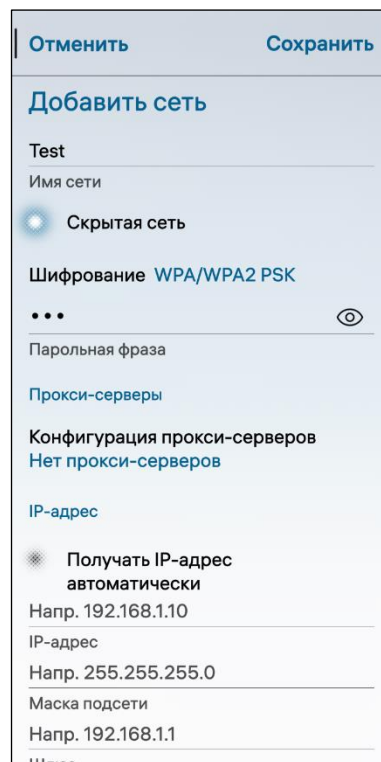 Отменить Сохранить
Добавить сеть
Test
Имя сети
Скрытая сеть
Шифрование WPA/WPA2 PSK
•••
Парольная фраза
Прокси-серверы
Конфигурация прокси-серверов
Нет прокси-серверов
IP-адрес
Получать IP-адрес
автоматически
Напр. 192.168.1.10
IP-адрес
Напр. 255.255.255.0
Маска подсети
Напр. 192.168.1.1